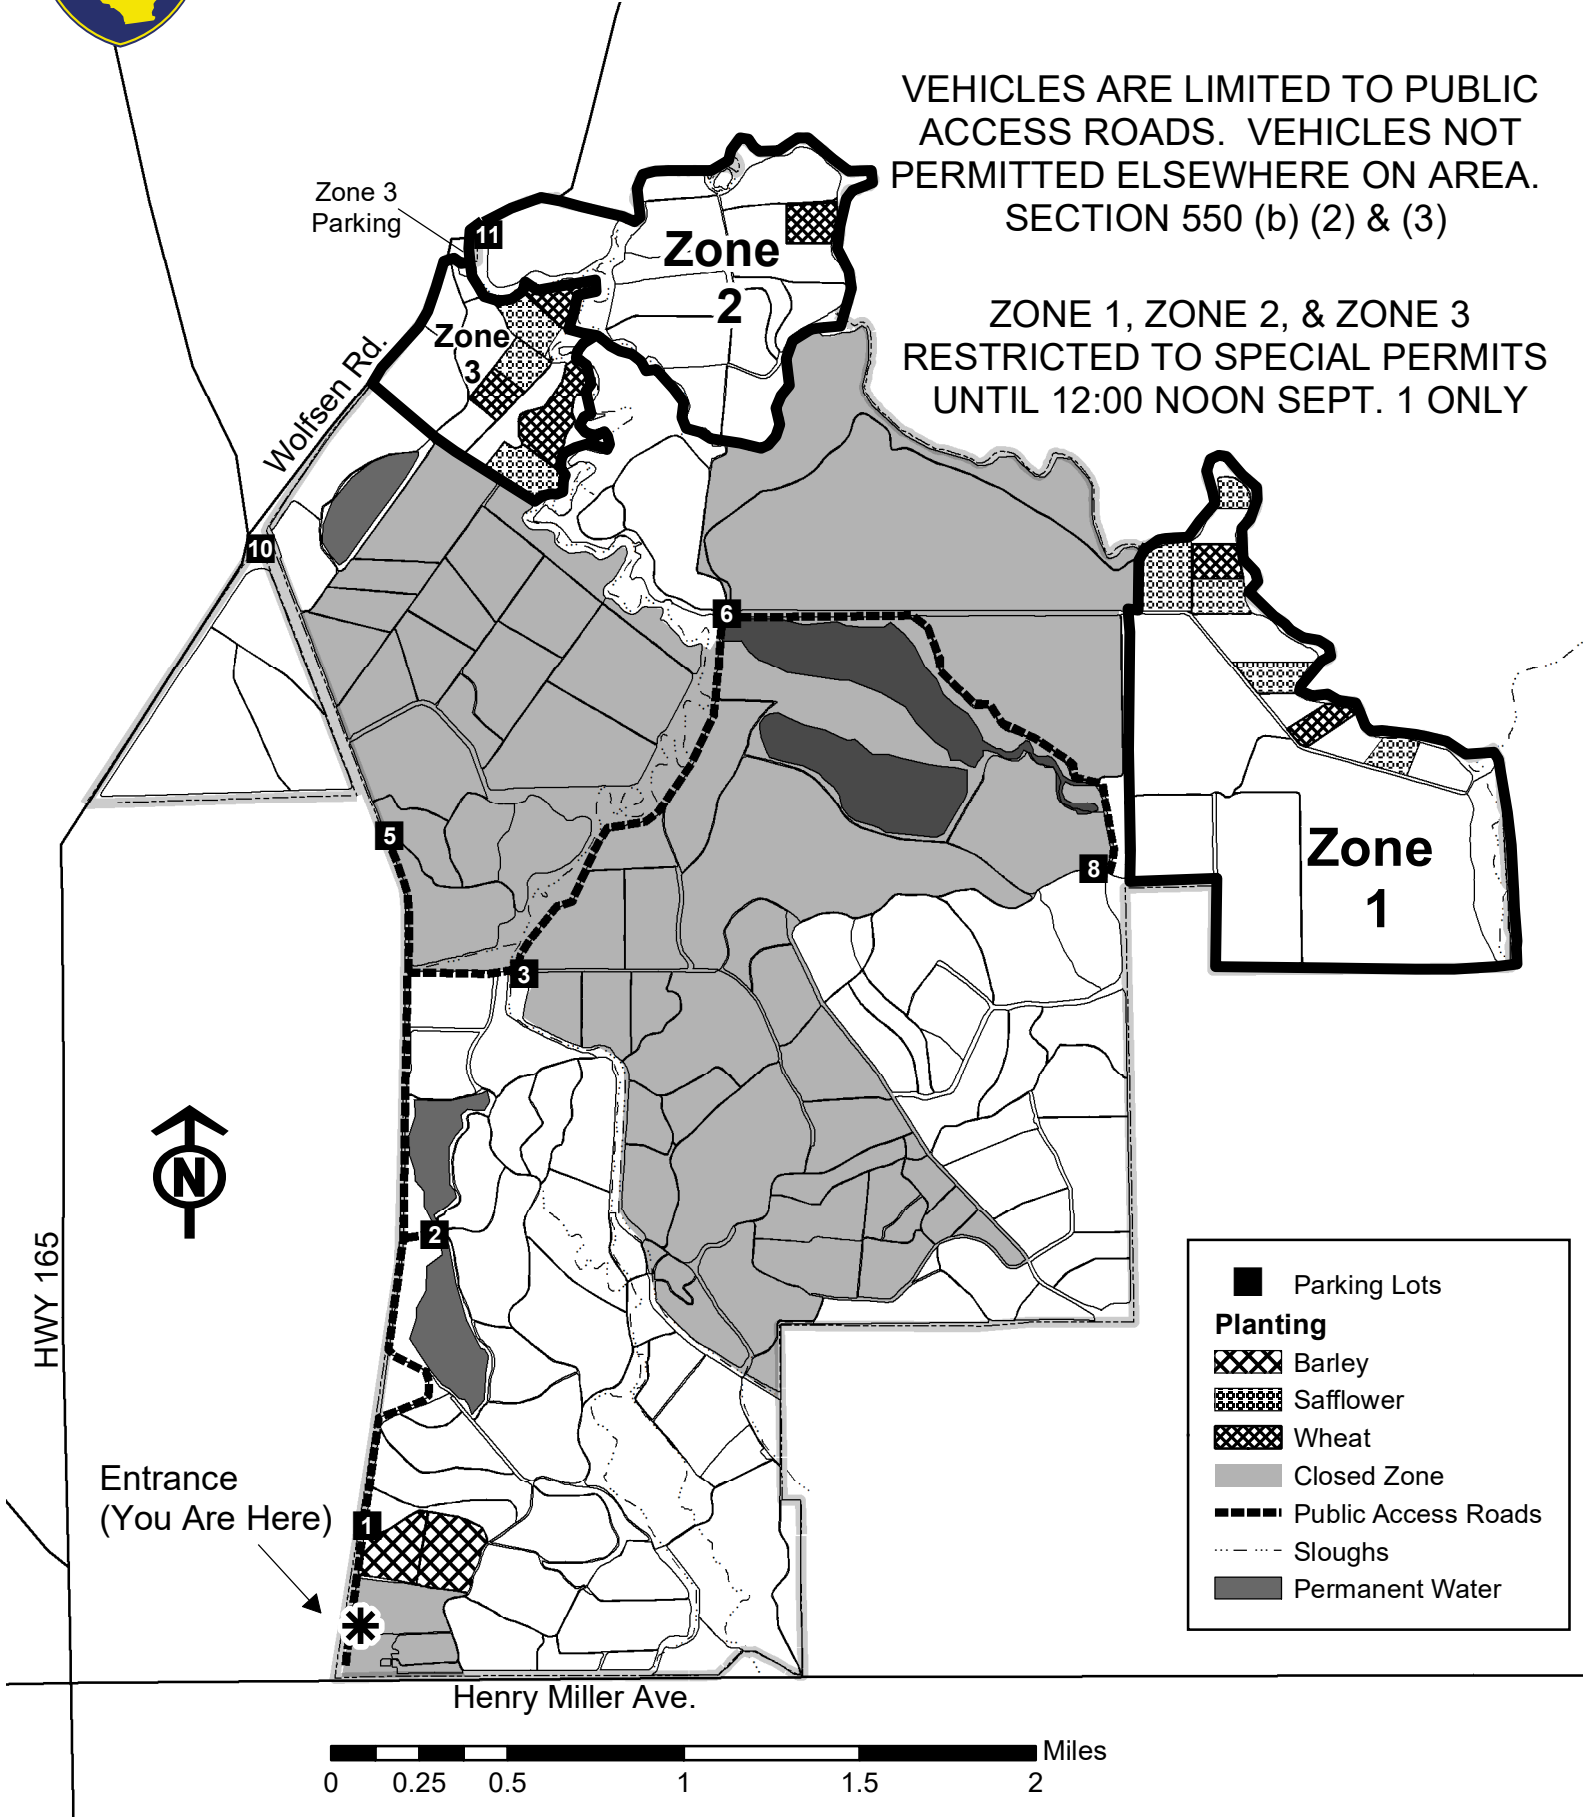 VEHICLES ARE LIMITED TO PUBLIC
ACCESS ROADS. VEHICLES NOT
PERMITTED ELSEWHERE ON AREA.
SECTION 550 (b) (2) & (3)
ZONE 1, ZONE 2, & ZONE 3
RESTRICTED TO SPECIAL PERMITS
UNTIL 12:00 NOON SEPT. 1 ONLY
Zone 3
Parking
11
Zone
2
Zone
3
Wolfsen Rd.
10
6
5
8
Zone
1
3
N
2
HWY 165
Entrance
(You Are Here)
1
Henry Miller Ave.
Parking Lots
Planting
Barley
Safflower
Wheat
Closed Zone
Public Access Roads
Sloughs
Permanent Water
Miles
0 0.25 0.5 1 1.5 2